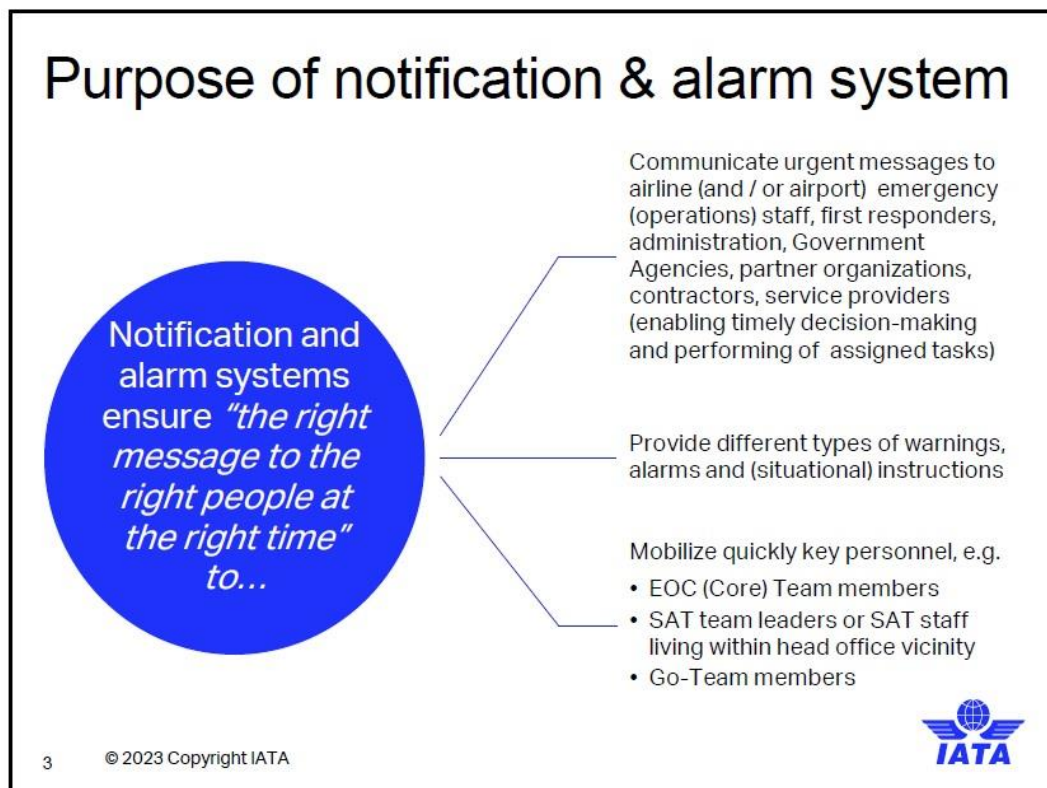 Purpose of notification & alarm system
Notification and
alarm systems
ensure "the right
message to the
right people at
the right time"
to...
Communicate urgent messages to
airline (and / or airport) emergency
(operations) staff, first responders,
administration, Government
Agencies, partner organizations,
contractors, service providers
(enabling timely decision-making
and performing of assigned tasks)
Provide different types of warnings,
alarms and (situational) instructions
Mobilize quickly key personnel, e.g.
• EOC (Core) Team members
• SAT team leaders or SAT staff
living within head office vicinity
• Go-Team members
3
© 2023 Copyright IATA
IATA